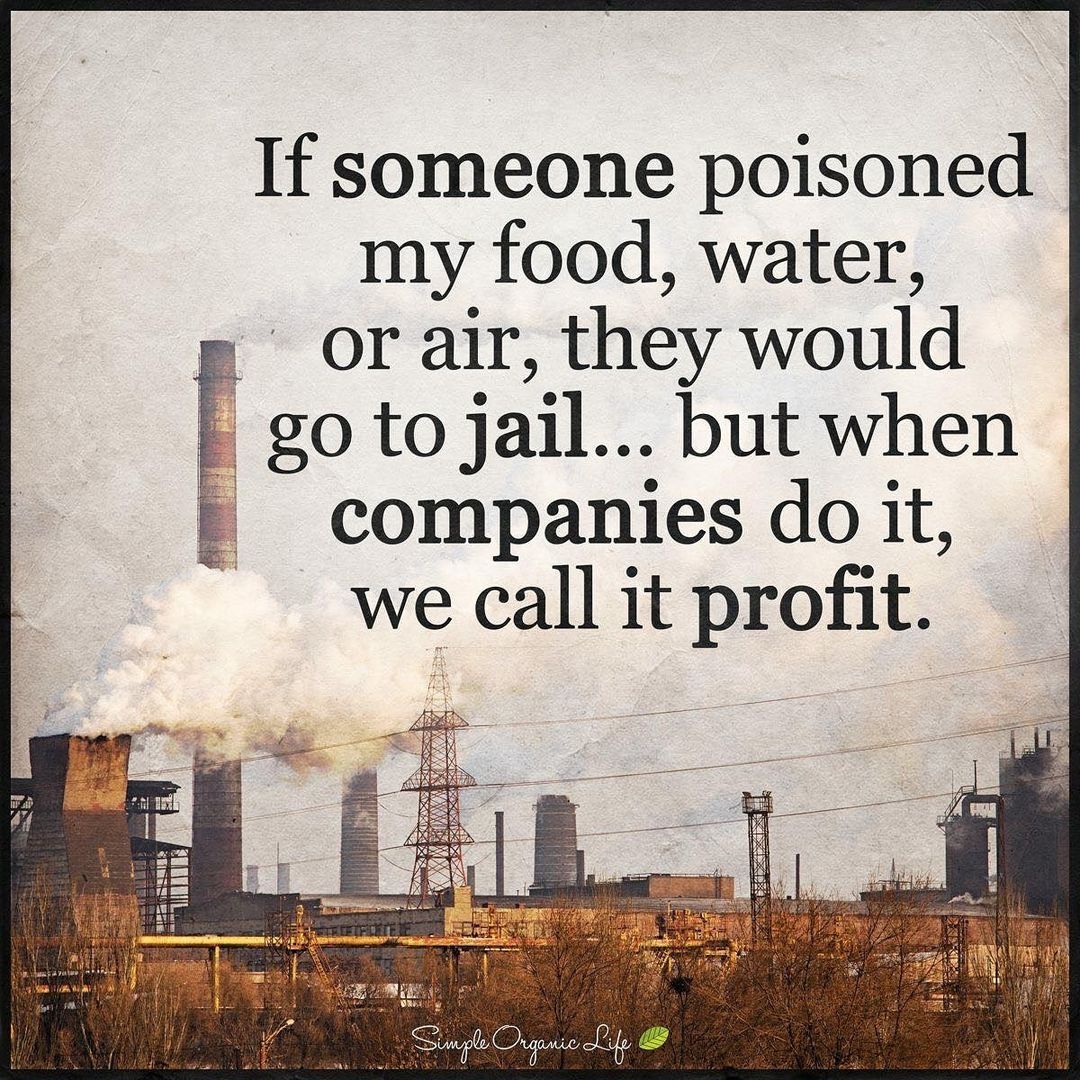 If someone poisoned
my food, water,
or air, they would
go to jail... but when
companies do it,
we call it profit.
Simple Organic Life